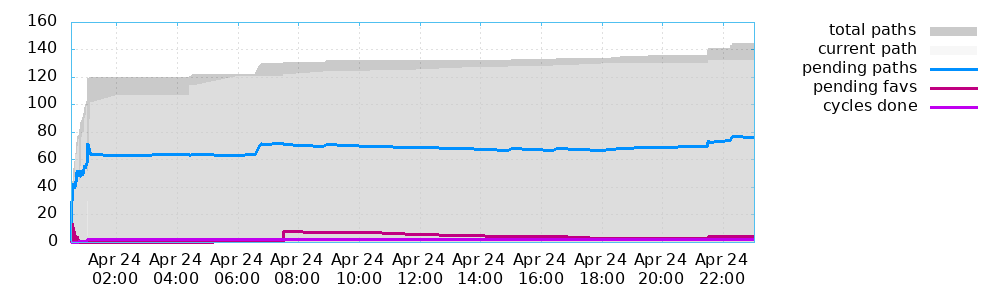 160
140
120
100
80
60
40
20
0
total paths
current path
pending paths
pending favs
cycles done
Apr 24 Apr 24 Apr 24 Apr 24 Apr 24 Apr 24 Apr 24 Apr 24 Apr 24 Apr 24 Apr 24
02:00 04:00 06:00 08:00 10:00 12:00 14:00 16:00 18:00 20:00 22:00